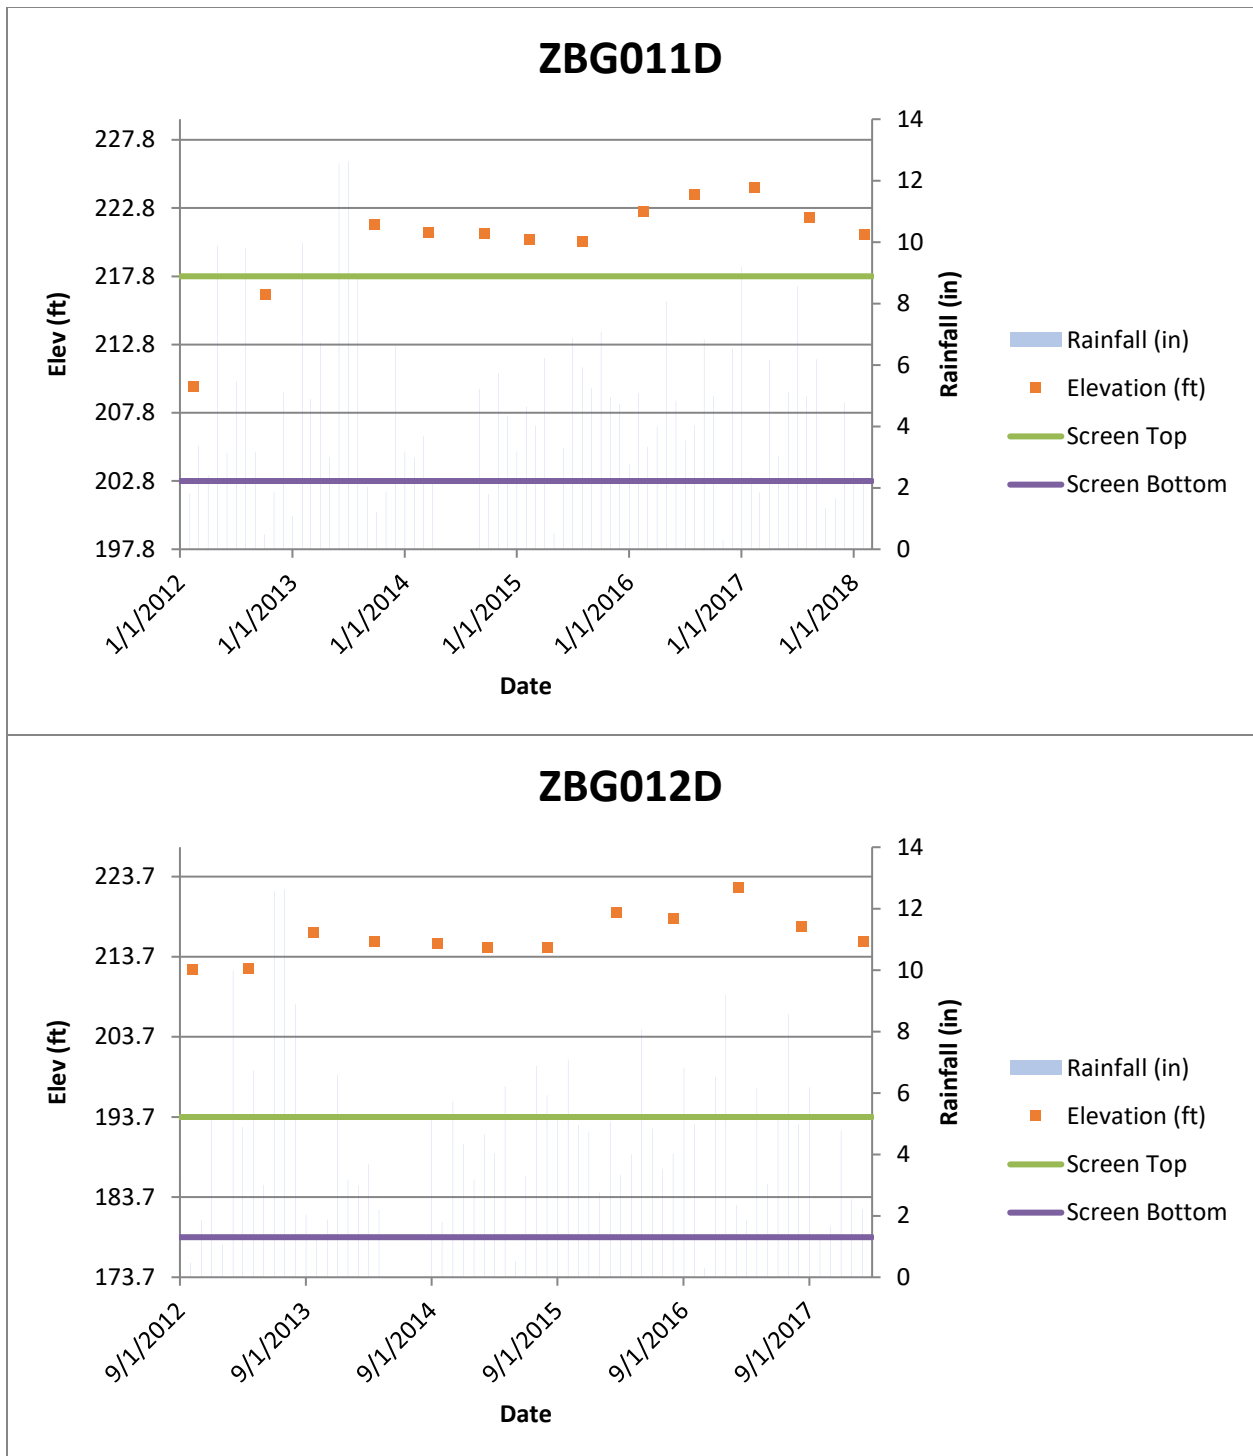 ZBG011D
227.8
222.8
217.8
212.8
207.8
202.8
197.8
Elev (ft)
14
12
10
8
6
4
2
0
Rainfall (in)
1/1/2012
1/1/2013
1/1/2014
1/1/2015
1/1/2016
1/1/2017
1/1/2018
Date
Rainfall (in)
Elevation (ft)
Screen Top
Screen Bottom
ZBG012D
223.7
213.7
203.7
193.7
183.7
173.7
Elev (ft)
14
12
10
8
6
4
2
0
Rainfall (in)
9/1/2012
9/1/2013
9/1/2014
9/1/2015
9/1/2016
9/1/2017
Date
Rainfall (in)
Elevation (ft)
Screen Top
Screen Bottom